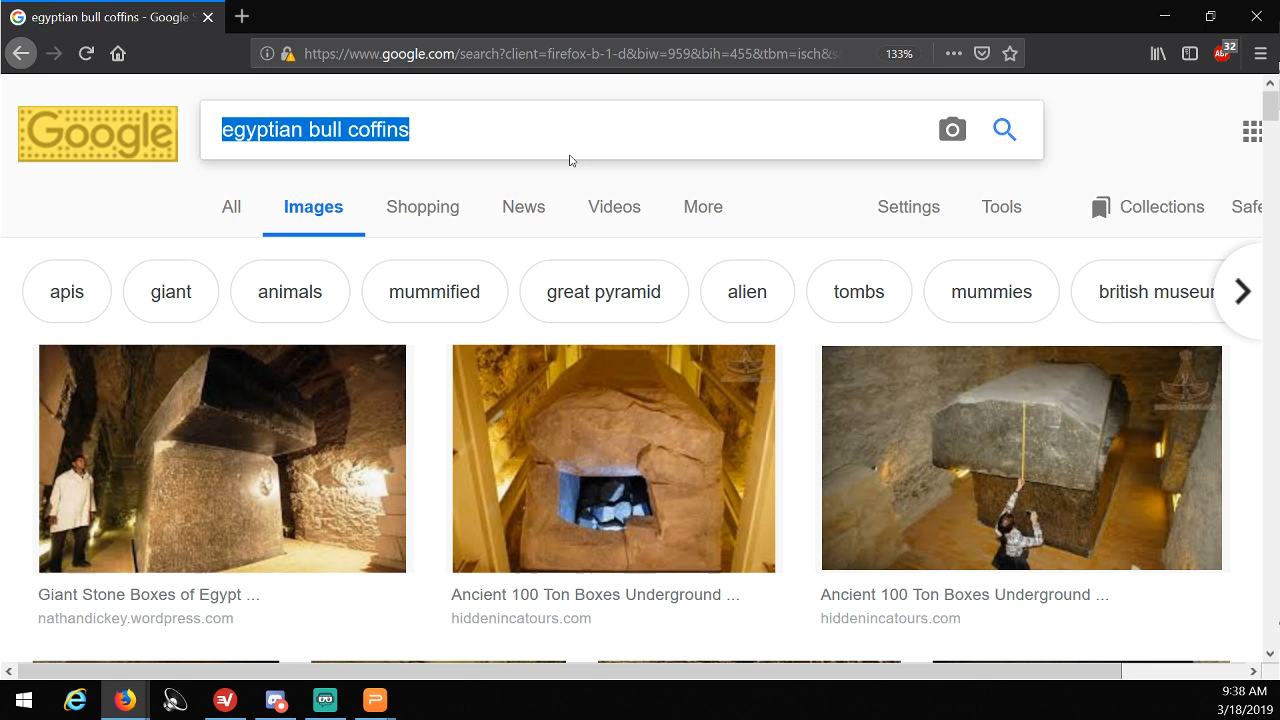 egyptian bull coffins - Google S
https://www.google.com/search?client=firefox-b-1-d&biw=959&bih=455&tbm=isch&s
133%
ABP
32
Google
egyptian bull coffins
All
Images
Shopping
News
Videos
More
Settings
Tools
Collections
Safe
apis
giant
animals
mummified
great pyramid
alien
tombs
mummies
british museum
Giant Stone Boxes of Egypt ...
nathandickey.wordpress.com
Ancient 100 Ton Boxes Underground ...
hiddenincatours.com
Ancient 100 Ton Boxes Underground ...
hiddenincatours.com
9:38 AM
3/18/2019